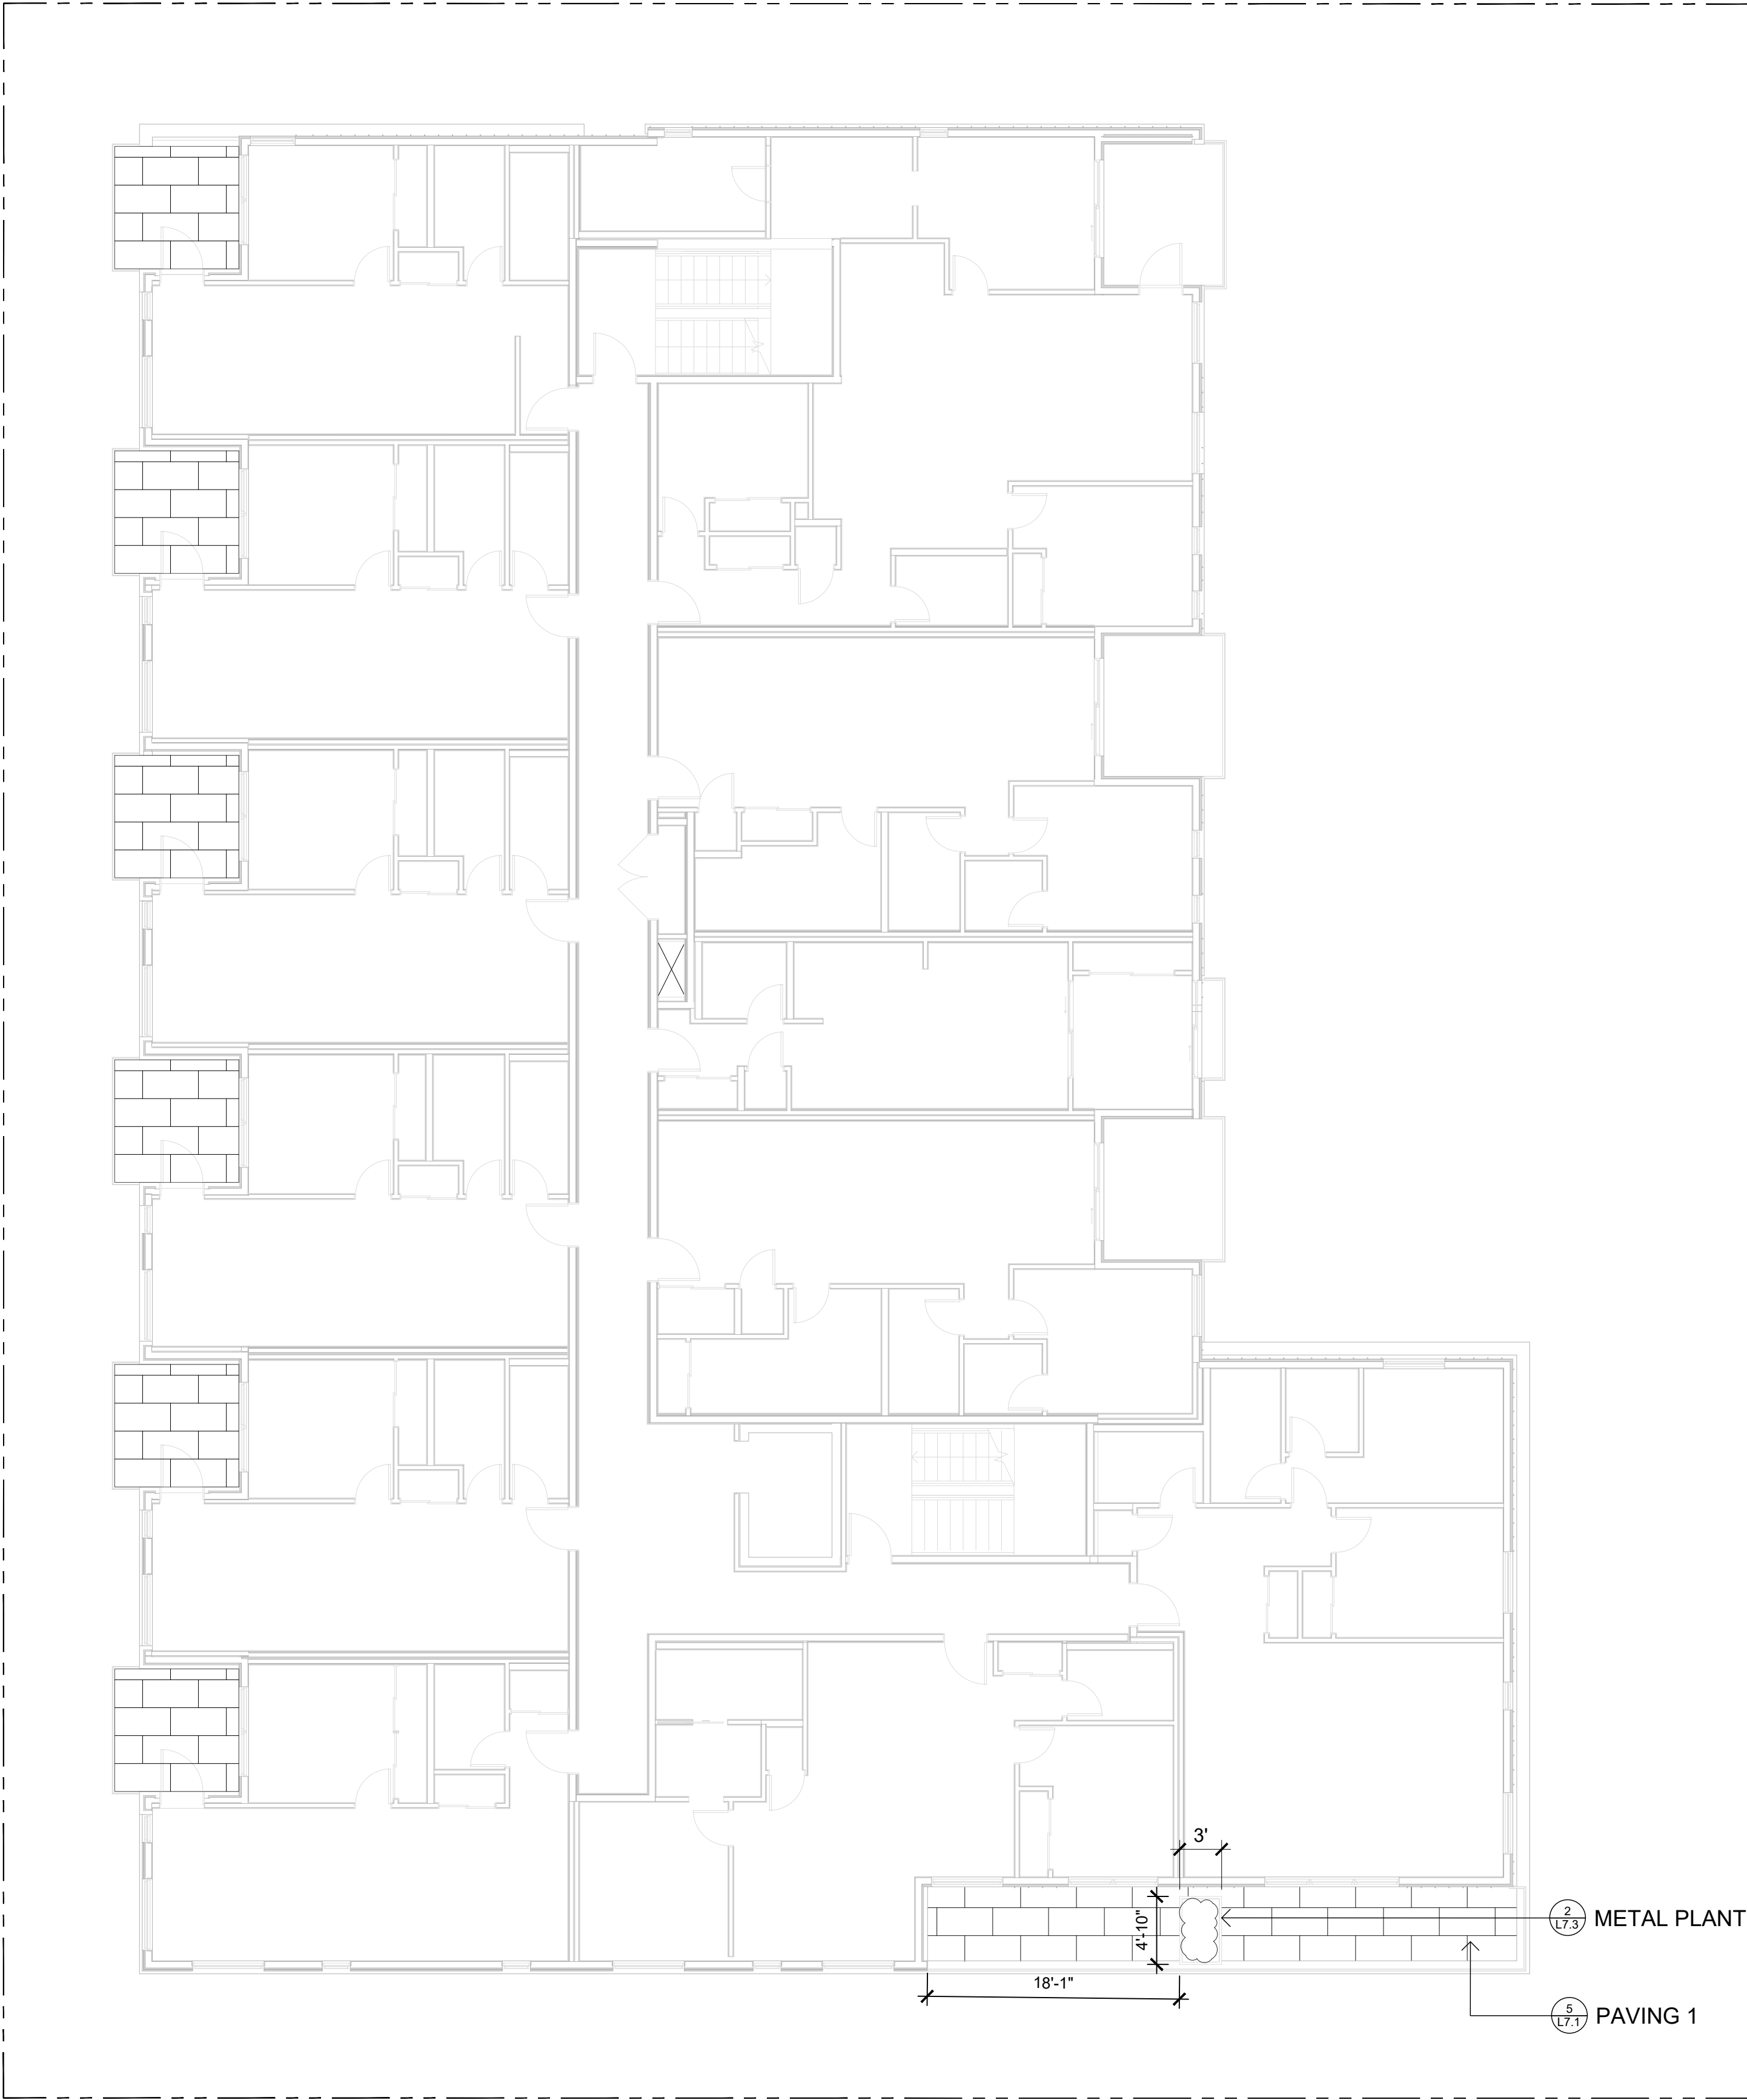 3'
4'-10"
2
L7.3
METAL PLANT
18'-1"
5
L7.1
PAVING 1